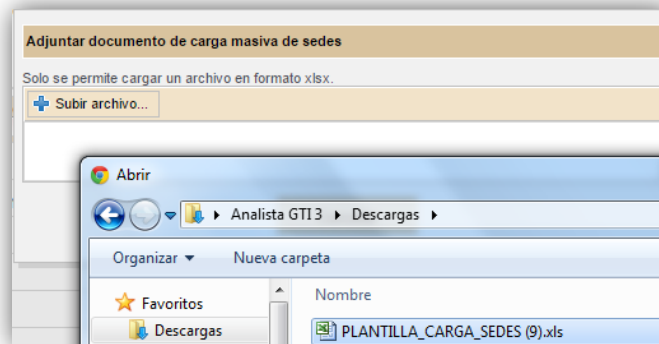 Adjuntar documento de carga masiva de sedes
Solo se permite cargar un archivo en formato xlsx.
Subir archivo...
Abrir
Analista GTI 3 Descargas
Organizar Nueva carpeta
Favoritos
Nombre
Descargas
PLANTILLA_CARGA_SEDES (9).xls